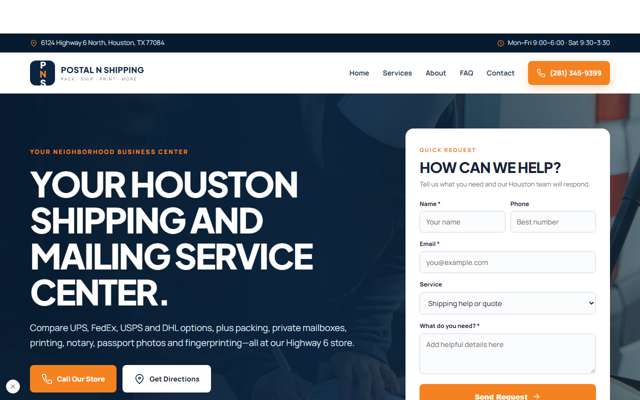 6124 Highway 6 North, Houston, TX 77084
Mon–Fri 9:00–6:00 · Sat 9:30–3:30
PNS
POSTAL N SHIPPING
PACK · SHIP · PRINT · MORE
Home
Services
About
FAQ
Contact
(281) 345-9399
YOUR NEIGHBORHOOD BUSINESS CENTER
YOUR HOUSTON
SHIPPING AND
MAILING SERVICE
CENTER.
Compare UPS, FedEx, USPS and DHL options, plus packing, private mailboxes,
printing, notary, passport photos and fingerprinting—all at our Highway 6 store.
Call Our Store
Get Directions
QUICK REQUEST
HOW CAN WE HELP?
Tell us what you need and our Houston team will respond.
Name *
Phone
Your name
Best number
Email *
you@example.com
Service
Shipping help or quote
What do you need? *
Add helpful details here
Send Request →